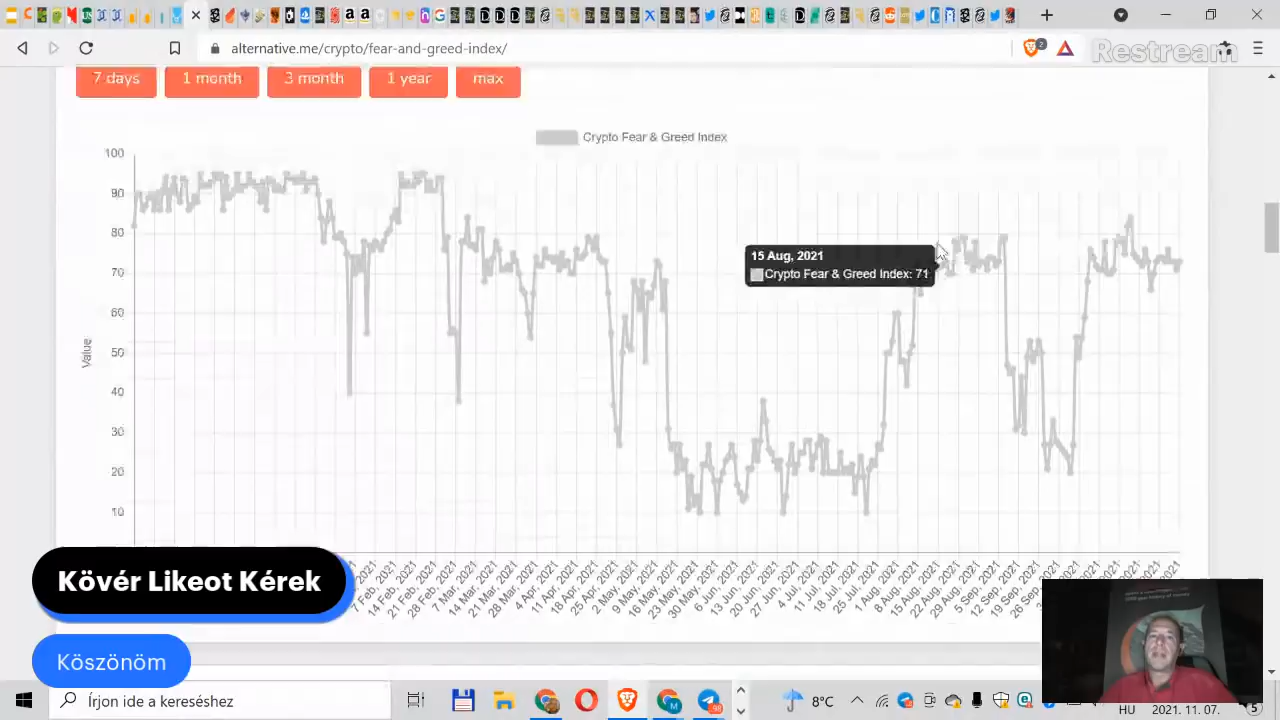 alternative.me/crypto/fear-and-greed-index/
2
Restream
7 days
1 month
3 month
1 year
max
Crypto Fear & Greed Index
100
90
80
70
60
50
40
30
20
10
Value
15 Aug, 2021
Crypto Fear & Greed Index: 71
7 Feb, 2021
14 Feb, 2021
21 Feb, 2021
28 Feb, 2021
7 Mar, 2021
14 Mar, 2021
21 Mar, 2021
28 Mar, 2021
4 Apr, 2021
11 Apr, 2021
18 Apr, 2021
25 Apr, 2021
2 May, 2021
9 May, 2021
16 May, 2021
23 May, 2021
30 May, 2021
6 Jun, 2021
13 Jun, 2021
20 Jun, 2021
27 Jun, 2021
4 Jul, 2021
11 Jul, 2021
18 Jul, 2021
25 Jul, 2021
1 Aug, 2021
8 Aug, 2021
15 Aug, 2021
22 Aug, 2021
29 Aug, 2021
5 Sep, 2021
12 Sep, 2021
19 Sep, 2021
Kövér Likeot Kérek
Köszönöm
Írjon ide a kereséshez
98
8°C
HU
2021. 11. 07.